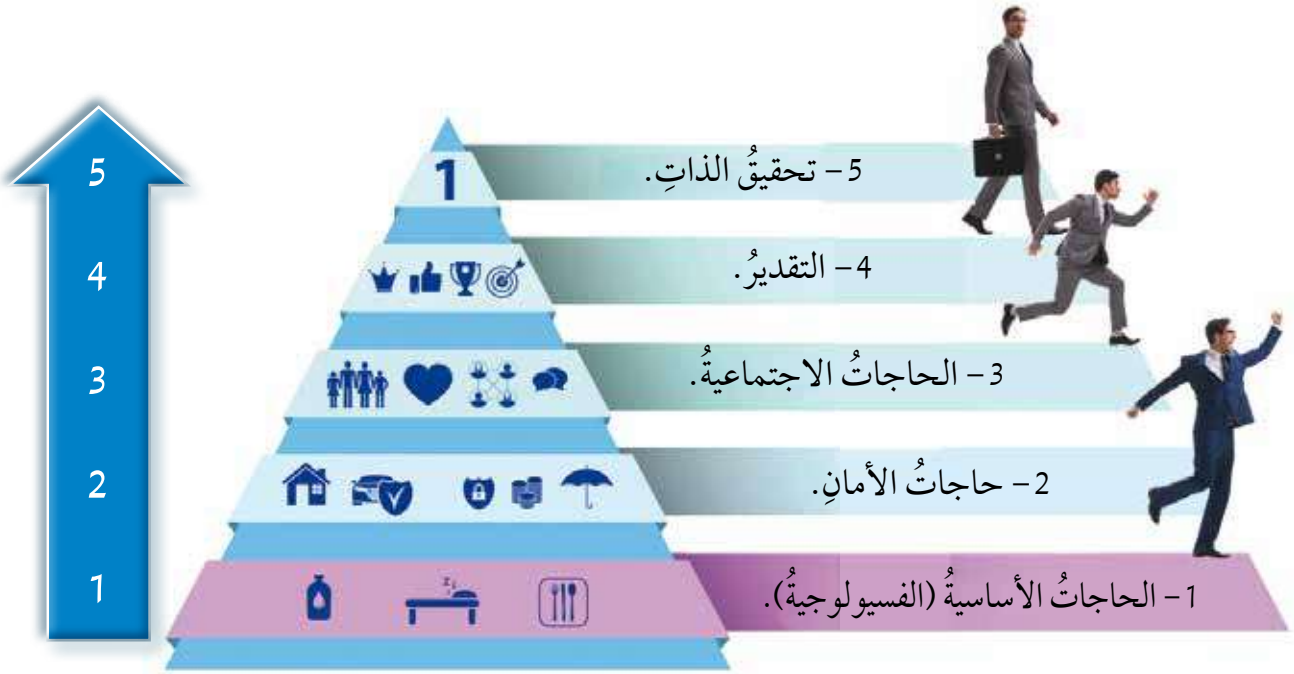 5
1
5 – تحقيقُ الذاتِ.
4
4 – التقديرُ.
3
3 – الحاجاتُ الاجتماعيةُ.
2
2 – حاجاتُ الأمانِ.
1
1 – الحاجاتُ الأساسيةُ (الفسيولوجيةُ).